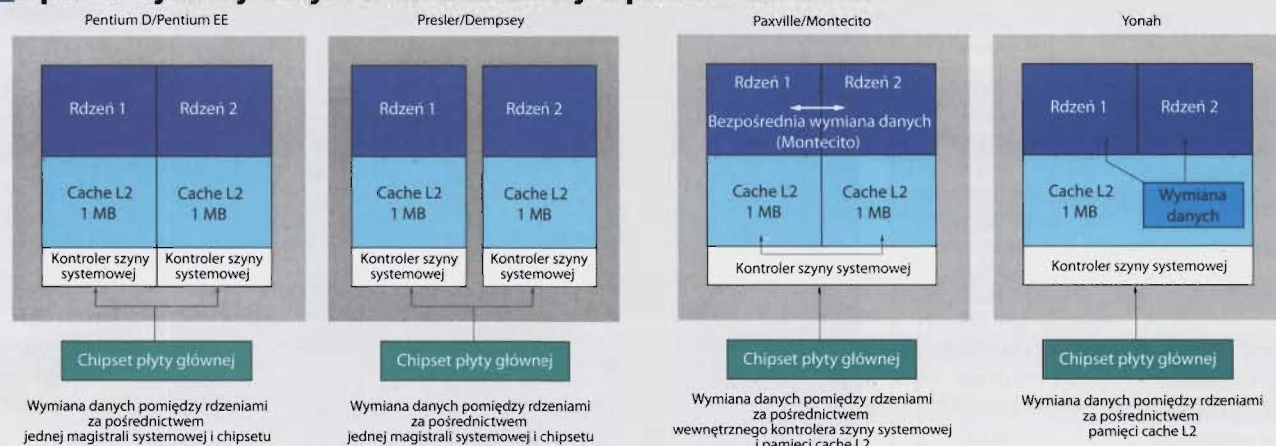 Pentium D/Pentium EE
Rdzeń 1
Rdzeń 2
Cache L2
1 MB
Cache L2
1 MB
Kontroler szyny
systemowej
Kontroler szyny
systemowej
Chipset płyty głównej
Wymiana danych pomiędzy rdzeniami
za pośrednictwem
jednej magistrali systemowej i chipsetu
Presler/Dempsey
Rdzeń 1
Rdzeń 2
Cache L2
1 MB
Cache L2
1 MB
Kontroler szyny
systemowej
Kontroler szyny
systemowej
Chipset płyty głównej
Wymiana danych pomiędzy rdzeniami
za pośrednictwem
jednej magistrali systemowej i chipsetu
Paxville/Montecito
Rdzeń 1
Rdzeń 2
Bezpośrednia wymiana danych
(Montecito)
Cache L2
1 MB
Cache L2
1 MB
Kontroler szyny systemowej
Chipset płyty głównej
Wymiana danych pomiędzy rdzeniami
za pośrednictwem
wewnętrznego kontrolera szyny systemowej
i pamięci cache L2
Yonah
Rdzeń 1
Rdzeń 2
Cache L2
1 MB
Wymiana
danych
Kontroler szyny systemowej
Chipset płyty głównej
Wymiana danych pomiędzy rdzeniami
za pośrednictwem
pamięci cache L2